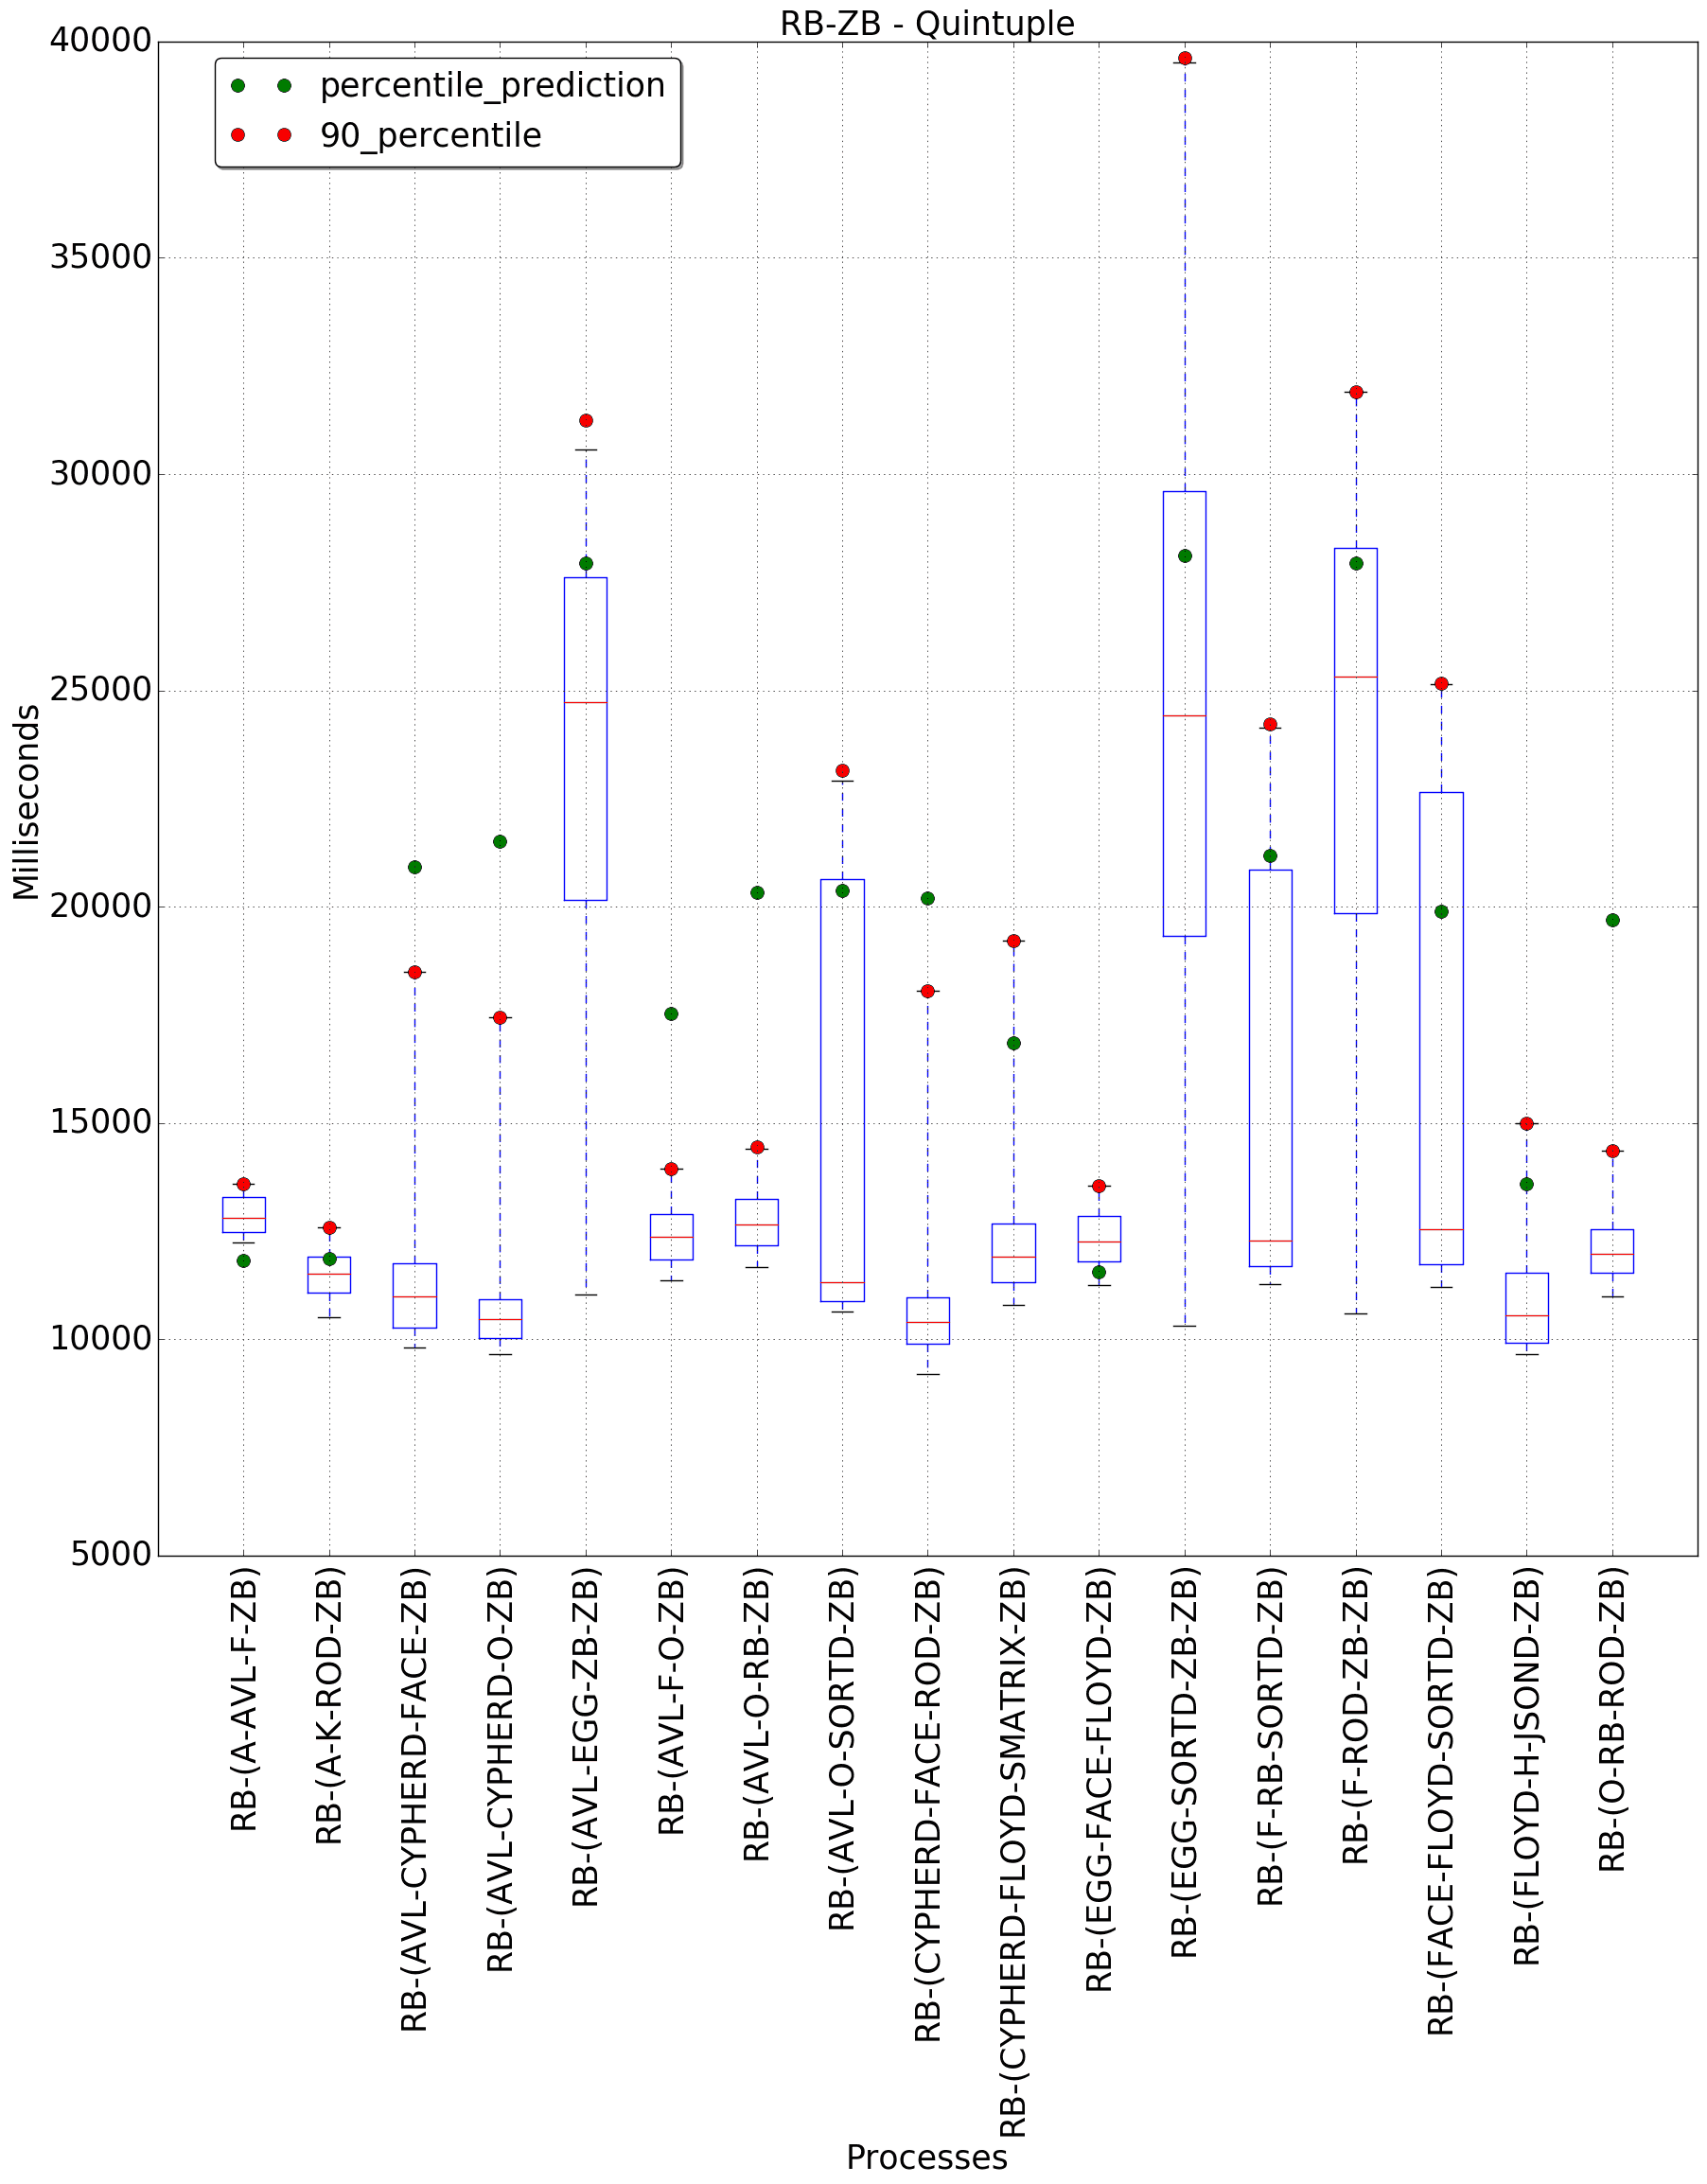 RB-ZB - Quintuple
percentile_prediction
90_percentile
40000
35000
30000
25000
20000
15000
10000
5000
Milliseconds
RB-(A-AVL-F-ZB)
RB-(A-K-ROD-ZB)
RB-(AVL-CYPHERD-FACE-ZB)
RB-(AVL-CYPHERD-O-ZB)
RB-(AVL-EGG-ZB-ZB)
RB-(AVL-F-O-ZB)
RB-(AVL-O-RB-ZB)
RB-(AVL-O-SORTD-ZB)
RB-(CYPHERD-FACE-ROD-ZB)
RB-(CYPHERD-FLOYD-SMATRIX-ZB)
RB-(EGG-FACE-FLOYD-ZB)
RB-(EGG-SORTD-ZB-ZB)
RB-(F-RB-SORTD-ZB)
RB-(F-ROD-ZB-ZB)
RB-(FACE-FLOYD-SORTD-ZB)
RB-(FLOYD-H-JSOND-ZB)
RB-(O-RB-ROD-ZB)
Processes